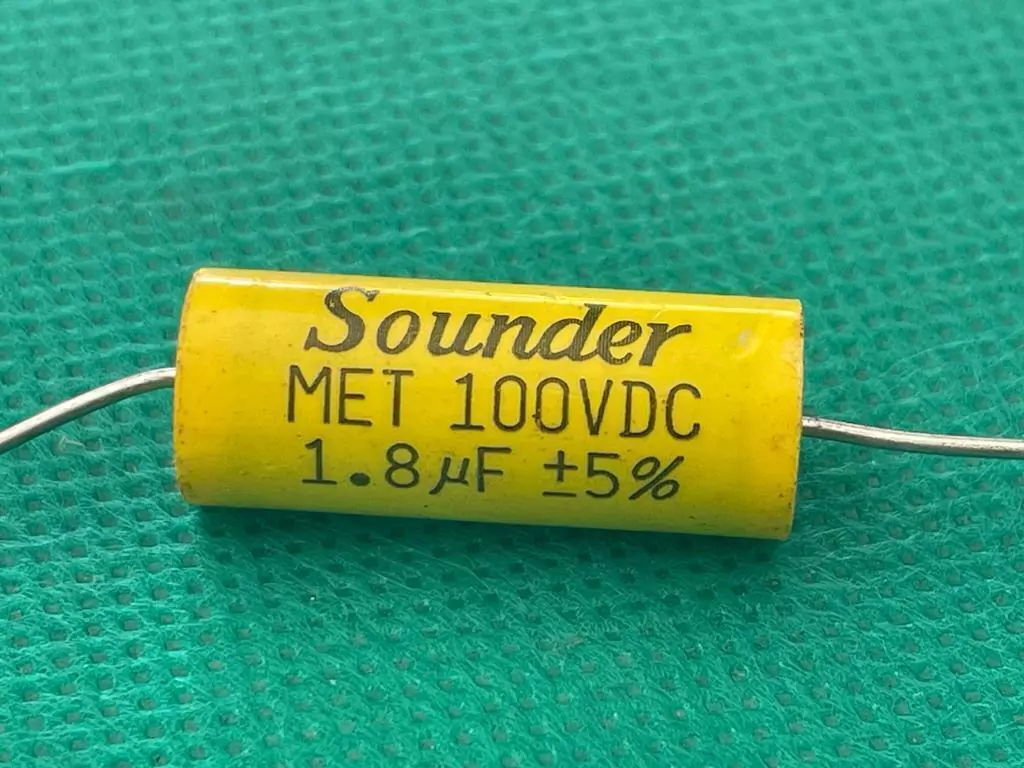 Sounder
MET 100VDC
1.8µF ±5%